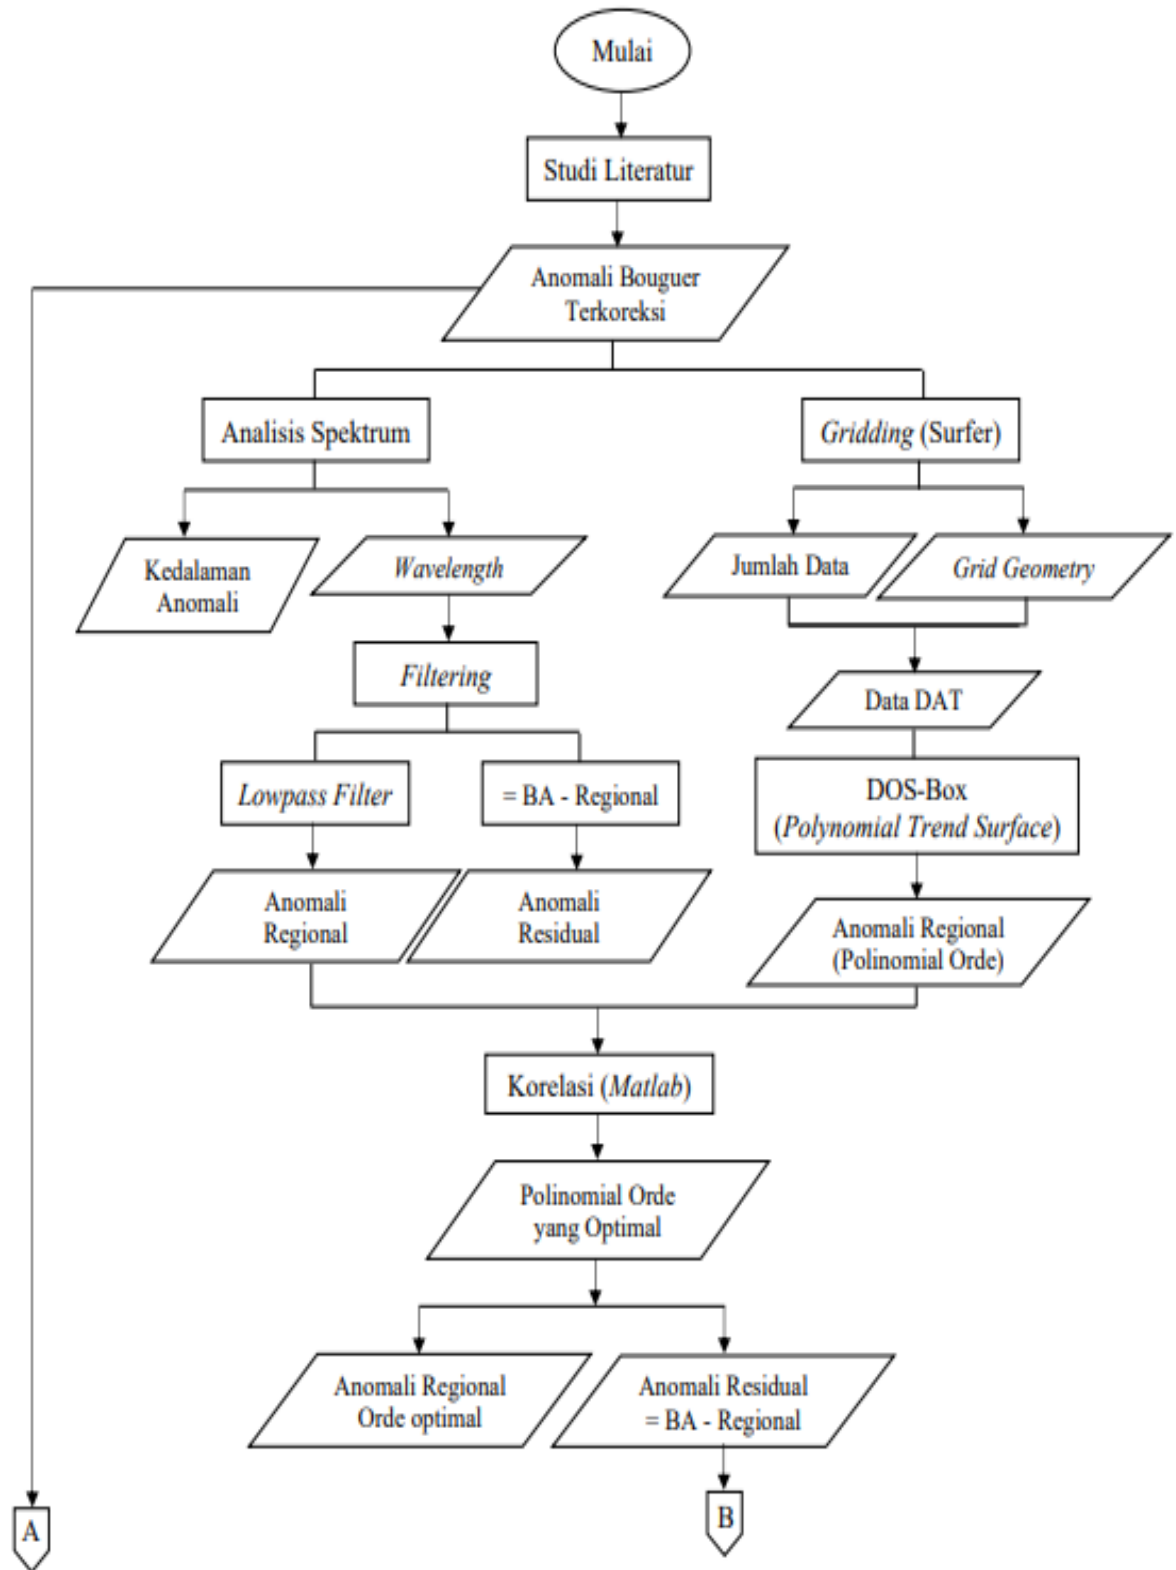 Mulai
Studi Literatur
Anomali Bouguer
Terkoreksi
Analisis Spektrum
Gridding (Surfer)
Kedalaman
Anomali
Wavelength
Jumlah Data
Grid Geometry
Filtering
Data DAT
Lowpass Filter
= BA - Regional
DOS-Box
(Polynomial Trend Surface)
Anomali
Regional
Anomali
Residual
Anomali Regional
(Polinomial Orde)
Korelasi (Matlab)
Polinomial Orde
yang Optimal
Anomali Regional
Orde optimal
Anomali Residual
= BA - Regional
A
B